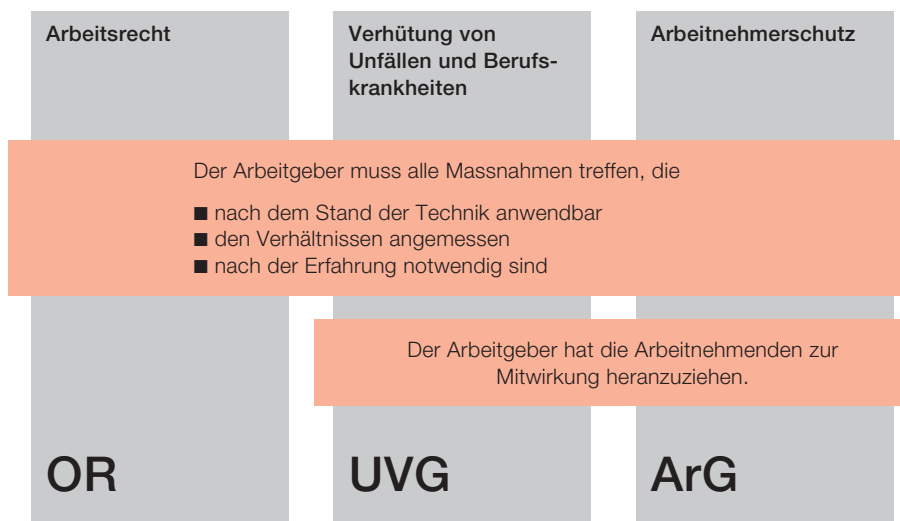 Arbeitsrecht
Verhütung von
Unfällen und Berufs-
krankheiten
Arbeitnehmerschutz
Der Arbeitgeber muss alle Massnahmen treffen, die
■ nach dem Stand der Technik anwendbar
■ den Verhältnissen angemessen
■ nach der Erfahrung notwendig sind
Der Arbeitgeber hat die Arbeitnehmenden zur
Mitwirkung heranzuziehen.
OR
UVG
ArG